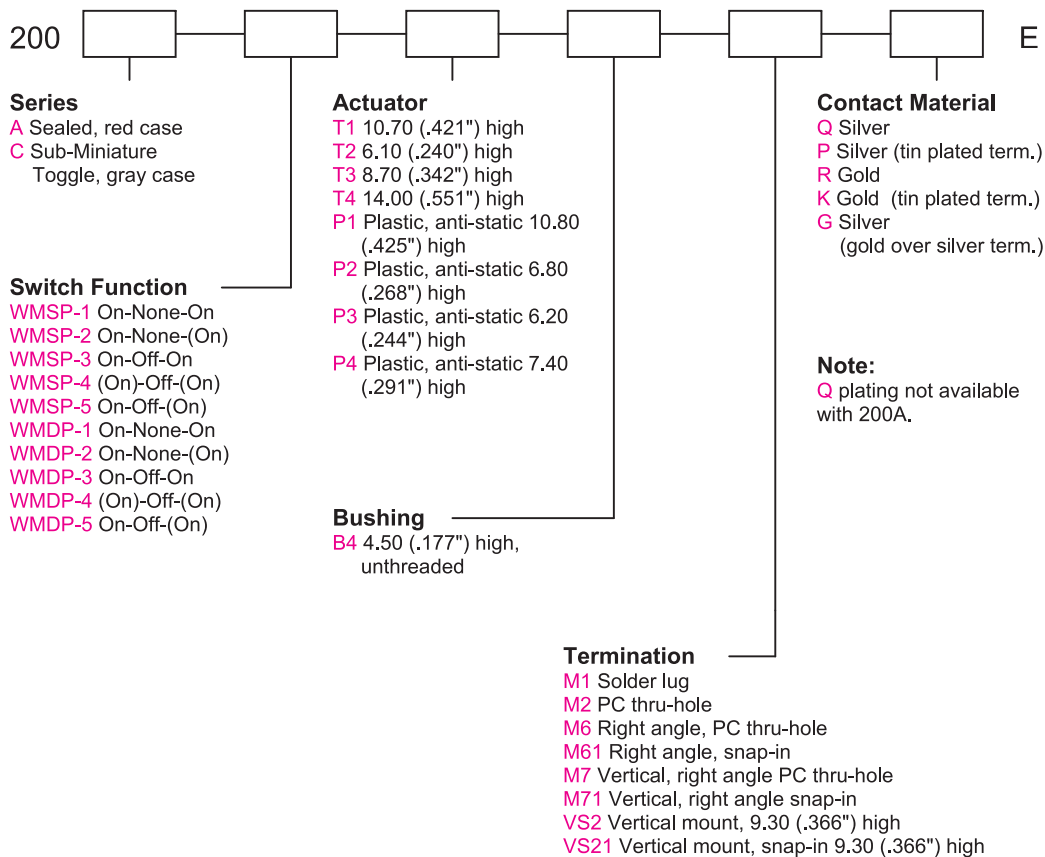 200 E
Series
A Sealed, red case
C Sub-Miniature
Toggle, gray case
Switch Function
WMSP-1 On-None-On
WMSP-2 On-None-(On)
WMSP-3 On-Off-On
WMSP-4 (On)-Off-(On)
WMSP-5 On-Off-(On)
WMDP-1 On-None-On
WMDP-2 On-None-(On)
WMDP-3 On-Off-On
WMDP-4 (On)-Off-(On)
WMDP-5 On-Off-(On)
Actuator
T1 10.70 (.421") high
T2 6.10 (.240") high
T3 8.70 (.342") high
T4 14.00 (.551") high
P1 Plastic, anti-static 10.80
(.425") high
P2 Plastic, anti-static 6.80
(.268") high
P3 Plastic, anti-static 6.20
(.244") high
P4 Plastic, anti-static 7.40
(.291") high
Bushing
B4 4.50 (.177") high,
unthreaded
Termination
M1 Solder lug
M2 PC thru-hole
M6 Right angle, PC thru-hole
M61 Right angle, snap-in
M7 Vertical, right angle PC thru-hole
M71 Vertical, right angle snap-in
VS2 Vertical mount, 9.30 (.366") high
VS21 Vertical mount, snap-in 9.30 (.366") high
Contact Material
Q Silver
P Silver (tin plated term.)
R Gold
K Gold (tin plated term.)
G Silver
(gold over silver term.)
Note:
Q plating not available
with 200A.